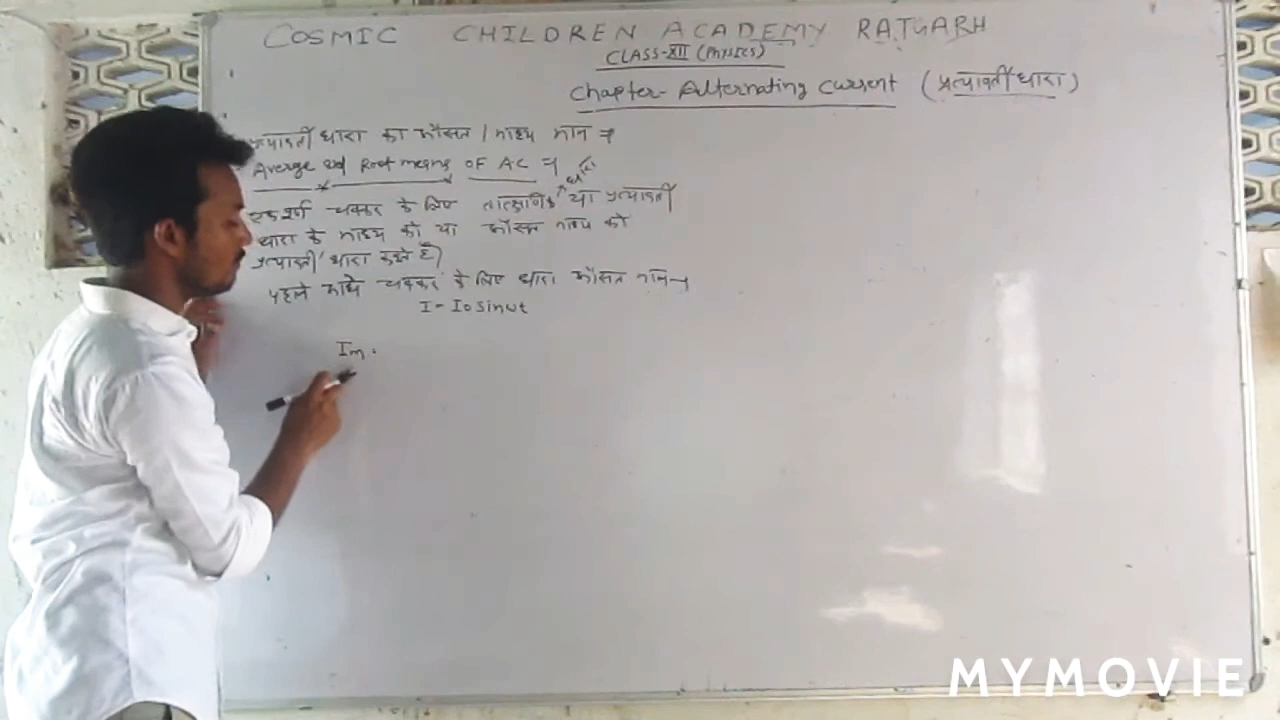 COSMIC CHILDREN ACADEMY RAJGARH
CLASS-XII (Physics)
Chapter- Alternating Current (प्रत्यावर्ती धारा)
प्रत्यावर्ती धारा का औसत / माध्य मान ⇒
Averge and Root means OF AC ⇒
एक पूर्ण चक्कर के लिए तात्क्षणिक धारा या प्रत्यावर्ती
धारा के माध्य को या औसत मान को
प्रत्यावर्ती धारा कहते हैं
पहले आधे चक्कर के लिए धारा औसत मान→
I = I0 sinωt
Im
MYMOVIE